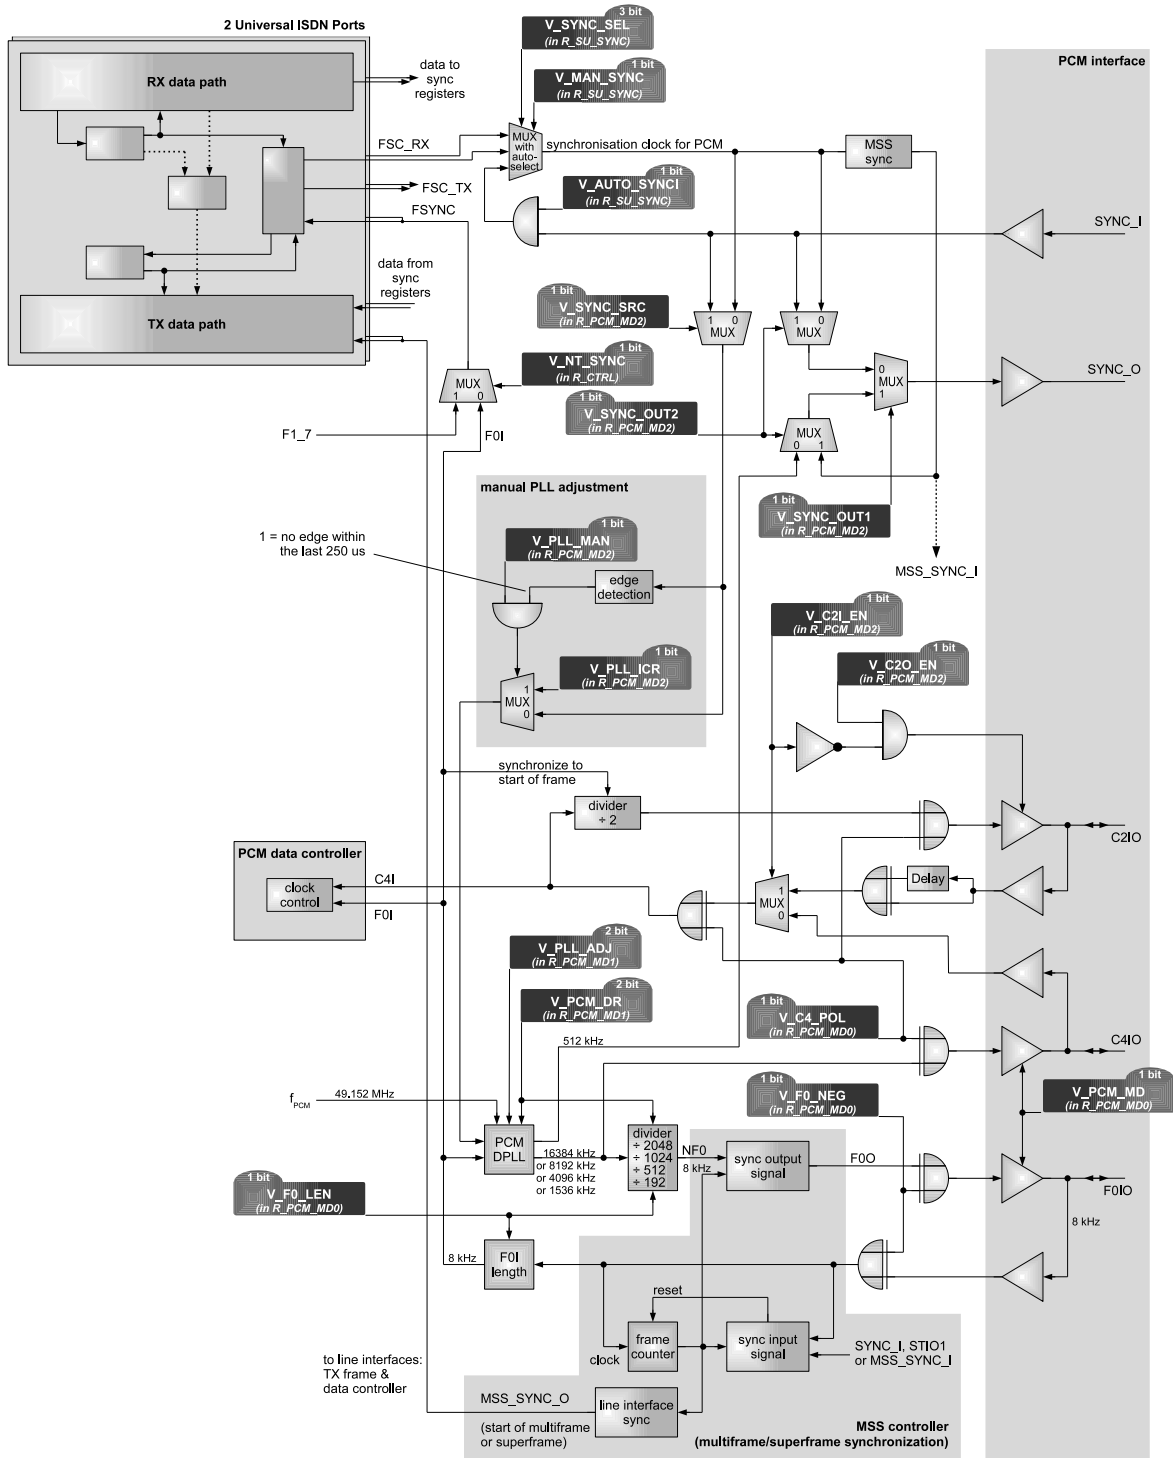 2 Universal ISDN Ports
RX data path
TX data path
data to
sync
registers
FSC_RX
FSC_TX
FSYNC
data from
sync
registers
3 bit
V_SYNC_SEL
(in R_SU_SYNC)
1 bit
V_MAN_SYNC
(in R_SU_SYNC)
MUX
with
auto-
select
synchronisation clock for PCM
MSS
sync
PCM interface
1 bit
V_AUTO_SYNCI
(in R_SU_SYNC)
SYNC_I
1 bit
V_SYNC_SRC
(in R_PCM_MD2)
1 0
MUX
1 0
MUX
1 bit
V_NT_SYNC
(in R_CTRL)
MUX
1 0
0
MUX
1
SYNC_O
1 bit
V_SYNC_OUT2
(in R_PCM_MD2)
MUX
0 1
F1_7
F0I
manual PLL adjustment
1 bit
V_SYNC_OUT1
(in R_PCM_MD2)
1 = no edge within
the last 250 us
1 bit
V_PLL_MAN
(in R_PCM_MD2)
edge
detection
MSS_SYNC_I
1 bit
V_C2I_EN
(in R_PCM_MD2)
1 bit
V_PLL_ICR
(in R_PCM_MD2)
1 bit
V_C2O_EN
(in R_PCM_MD2)
1
MUX
0
synchronize to
start of frame
divider
÷ 2
C2IO
PCM data controller
clock
control
C4I
F0I
1
MUX
0
Delay
2 bit
V_PLL_ADJ
(in R_PCM_MD1)
2 bit
V_PCM_DR
(in R_PCM_MD1)
1 bit
V_C4_POL
(in R_PCM_MD0)
512 kHz
C4IO
1 bit
V_PCM_MD
(in R_PCM_MD0)
fPCM
49.152 MHz
1 bit
V_F0_NEG
(in R_PCM_MD0)
PCM
DPLL
16384 kHz
or 8192 kHz
or 4096 kHz
or 1536 kHz
divider
÷ 2048
÷ 1024
÷ 512
÷ 192
NF0
8 kHz
sync output
signal
F0O
F0IO
1 bit
V_F0_LEN
(in R_PCM_MD0)
8 kHz
8 kHz
F0I
length
reset
frame
counter
clock
sync input
signal
SYNC_I, STIO1
or MSS_SYNC_I
to line interfaces:
TX frame &
data controller
MSS_SYNC_O
(start of multiframe
or superframe)
line interface
sync
MSS controller
(multiframe/superframe synchronization)